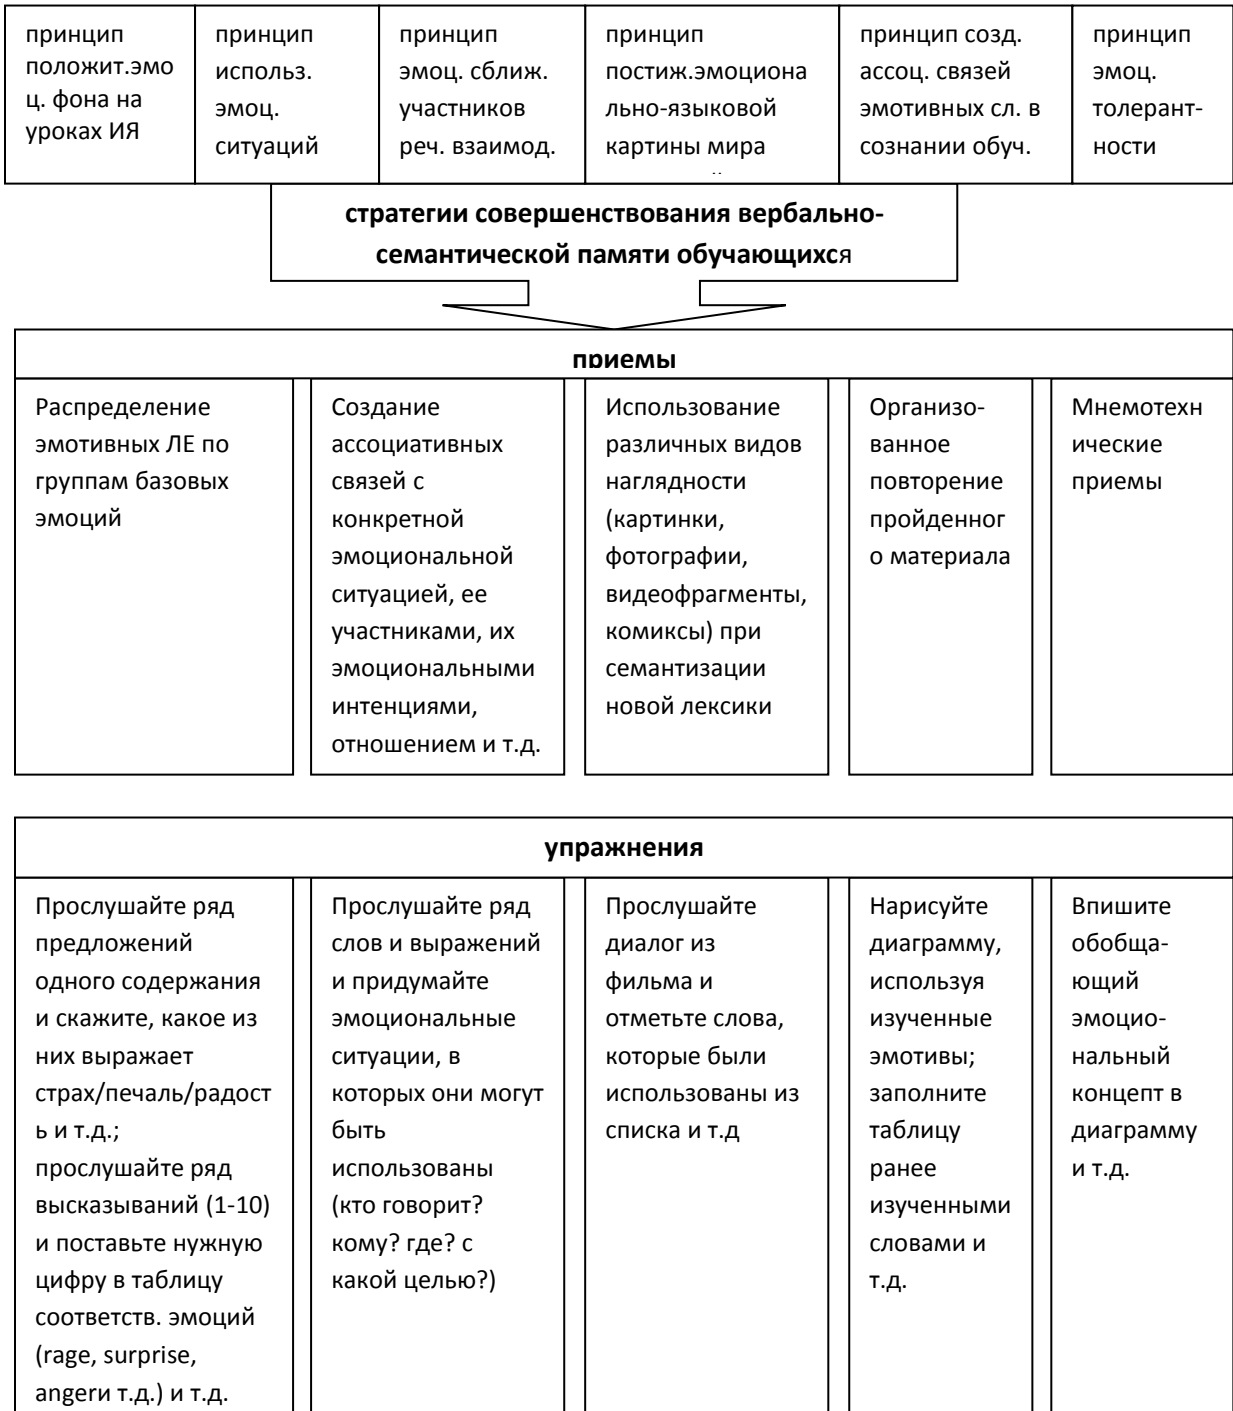 принцип
положит.эмо
ц. фона на
уроках ИЯ
принцип
использ.
эмоц.
ситуаций
принцип
эмоц. сближ.
участников
реч. взаимод.
принцип
постиж.эмоциона
льно-языковой
картины мира
принцип созд.
ассоц. связей
эмотивных сл. в
сознании обуч.
принцип
эмоц.
толерант-
ности
стратегии совершенствования вербально-
семантической памяти обучающихся
приемы
Распределение
эмотивных ЛЕ по
группам базовых
эмоций
Создание
ассоциативных
связей с
конкретной
эмоциональной
ситуацией, ее
участниками, их
эмоциональными
интенциями,
отношением и т.д.
Использование
различных видов
наглядности
(картинки,
фотографии,
видеофрагменты,
комиксы) при
семантизации
новой лексики
Организо-
ванное
повторение
пройденног
о материала
Мнемотехн
ические
приемы
упражнения
Прослушайте ряд
предложений
одного содержания
и скажите, какое из
них выражает
страх/печаль/радост
ь и т.д.;
прослушайте ряд
высказываний (1-10)
и поставьте нужную
цифру в таблицу
соответств. эмоций
(rage, surprise,
angerи т.д.) и т.д.
Прослушайте ряд
слов и выражений
и придумайте
эмоциональные
ситуации, в
которых они могут
быть
использованы
(кто говорит?
кому? где? с
какой целью?)
Прослушайте
диалог из
фильма и
отметьте слова,
которые были
использованы из
списка и т.д
Нарисуйте
диаграмму,
используя
изученные
эмотивы;
заполните
таблицу
ранее
изученными
словами и
т.д.
Впишите
обобща-
ющий
эмоцио-
нальный
концепт в
диаграмму
и т.д.